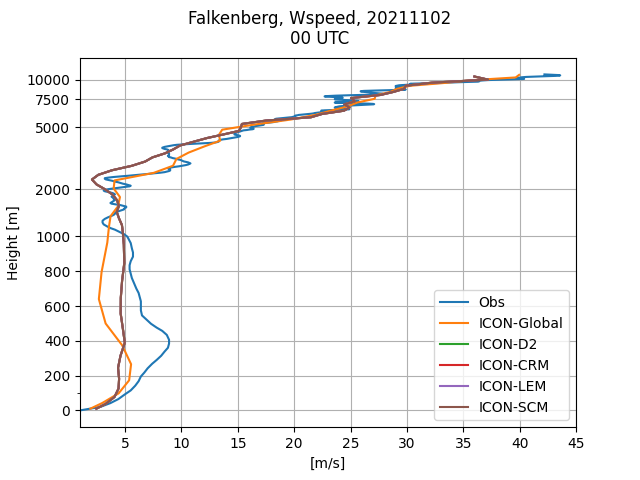 Falkenberg, Wspeed, 20211102
00 UTC
10000
7500
5000
2000
1000
800
600
400
200
0
Height [m]
Obs
ICON-Global
ICON-D2
ICON-CRM
ICON-LEM
ICON-SCM
5 10 15 20 25 30 35 40 45
[m/s]